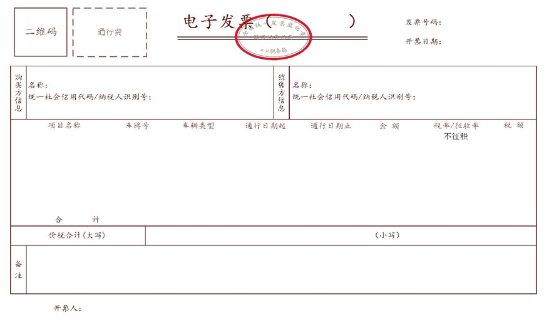 二维码
通行费
电子发票（ ）
发票号码：
开票日期：
购买方信息
名称：
统一社会信用代码/纳税人识别号：
销售方信息
名称：
统一社会信用代码/纳税人识别号：
项目名称 车牌号 车辆类型 通行日期起 通行日期止 金额 税率/征收率 税额
不征税
合计
价税合计(大写) (小写)
备注
开票人：